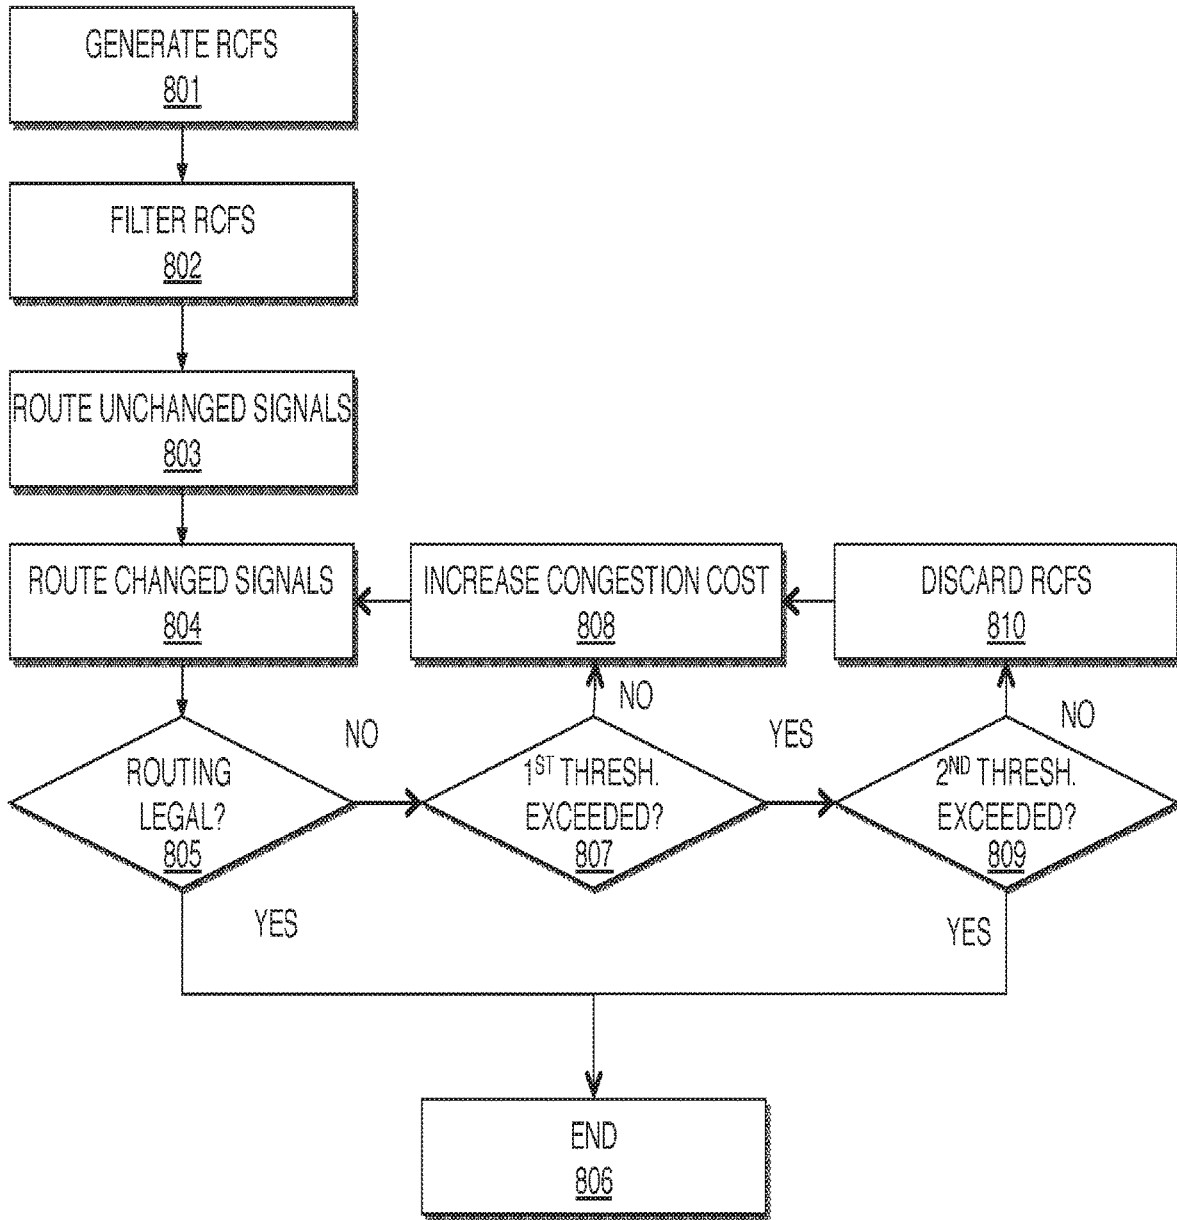 GENERATE RCFS
801
FILTER RCFS
802
ROUTE UNCHANGED SIGNALS
803
ROUTE CHANGED SIGNALS
804
INCREASE CONGESTION COST
808
DISCARD RCFS
810
NO
YES
NO
NO
ROUTING
LEGAL?
805
1ST THRESH.
EXCEEDED?
807
2ND THRESH.
EXCEEDED?
809
YES
YES
END
806